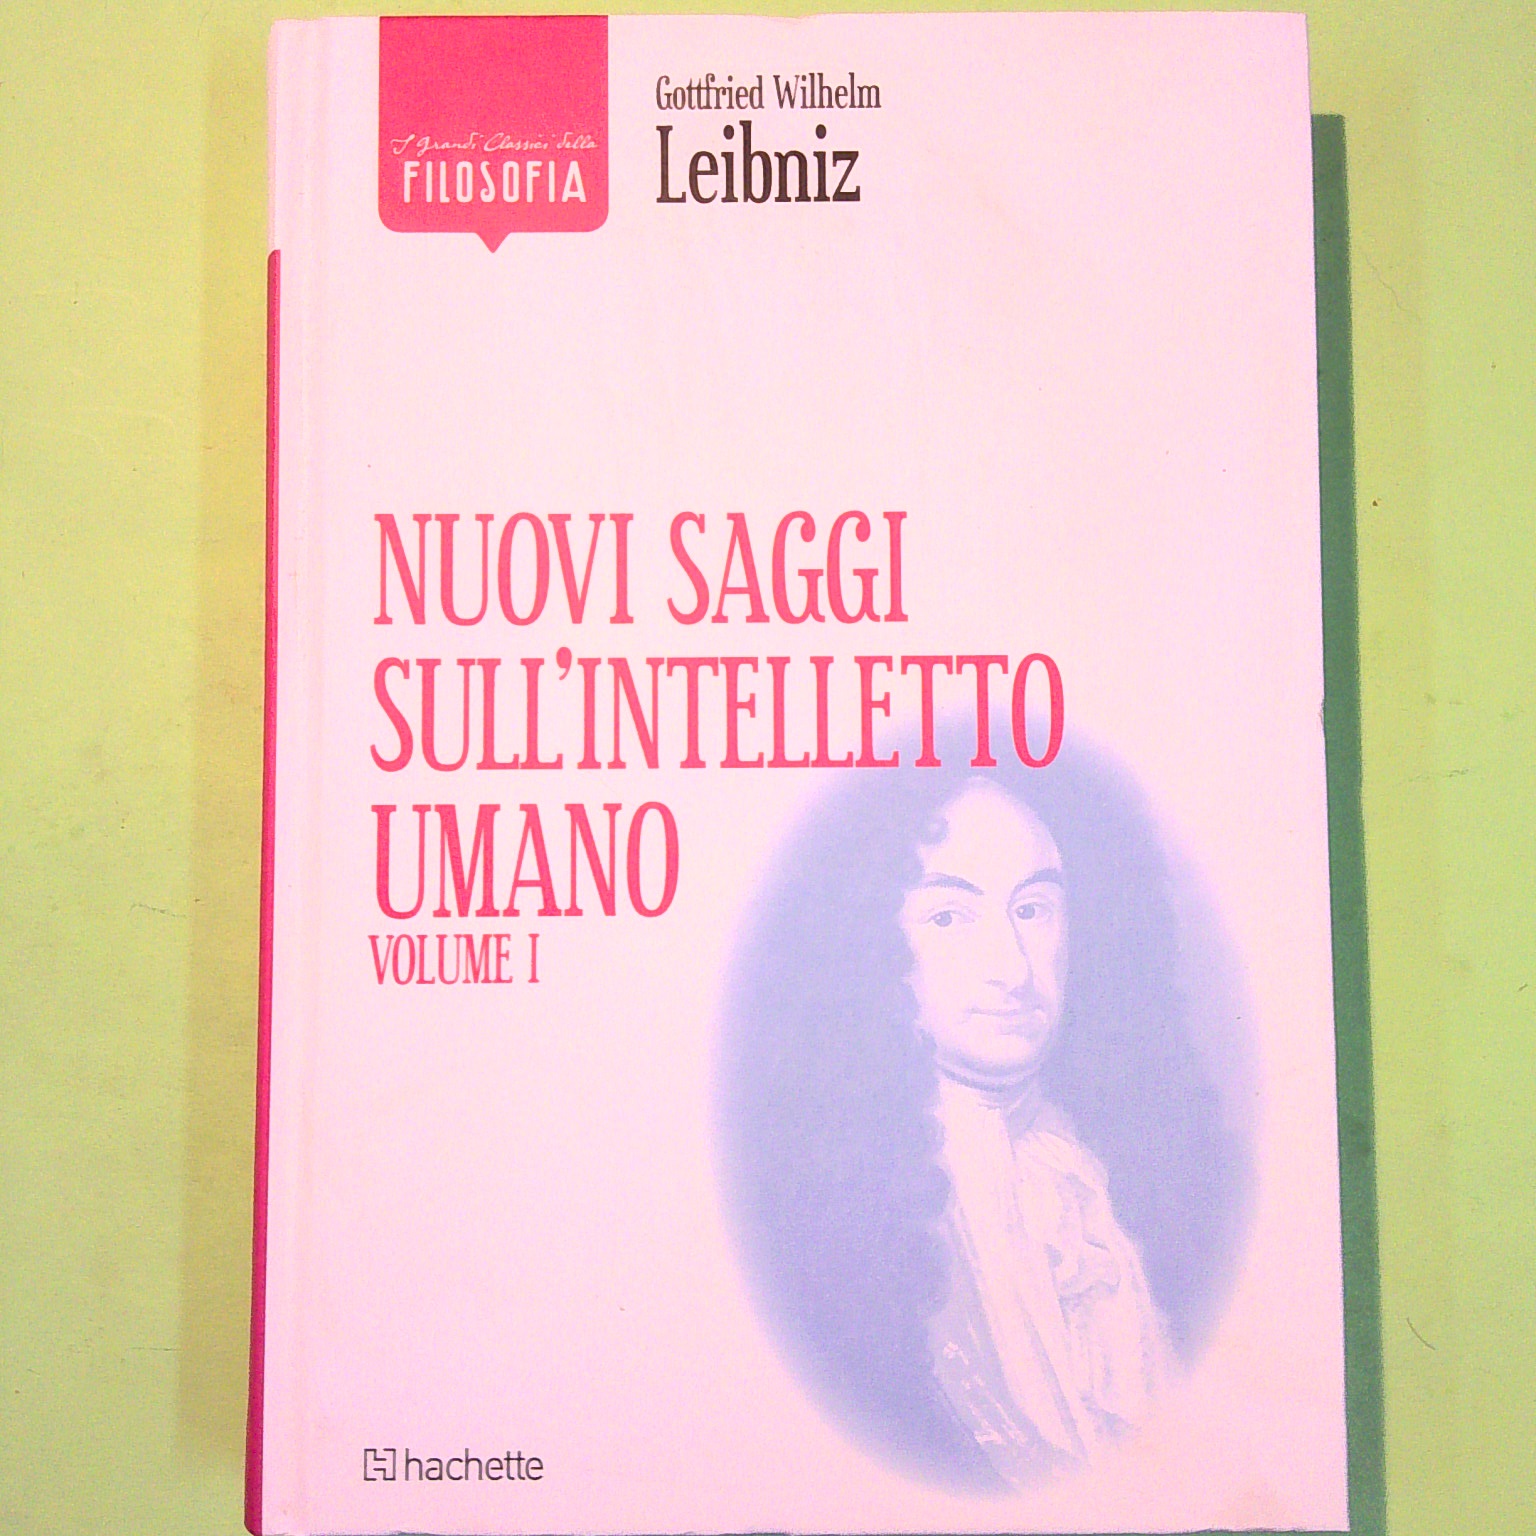 I Grandi Classici della
FILOSOFIA
Gottfried Wilhelm
Leibniz
NUOVI SAGGI
SULL'INTELLETTO
UMANO
VOLUME I
hachette